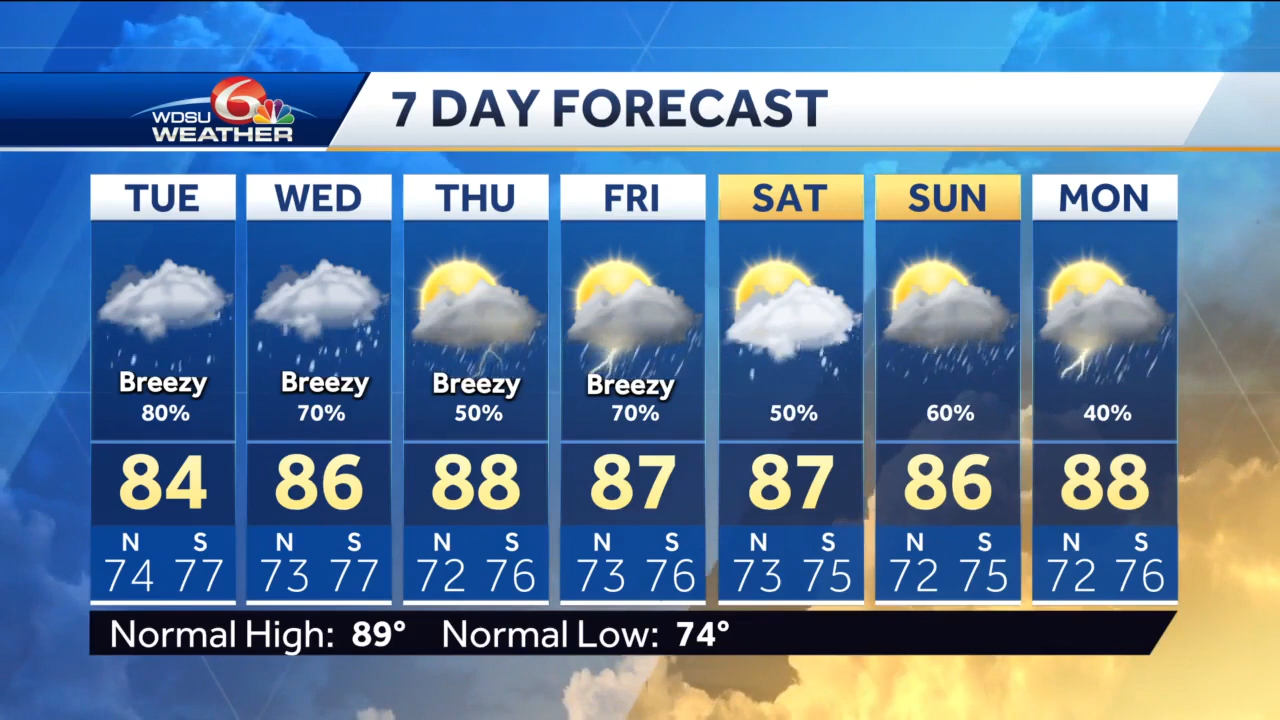 WDSU 6
WEATHER
7 DAY FORECAST
TUE WED THU FRI SAT SUN MON
Breezy Breezy Breezy Breezy
80% 70% 50% 70% 50% 60% 40%
84 86 88 87 87 86 88
N S N S N S N S N S N S N S
74 77 73 77 72 76 73 76 73 75 72 75 72 76
Normal High: 89° Normal Low: 74°